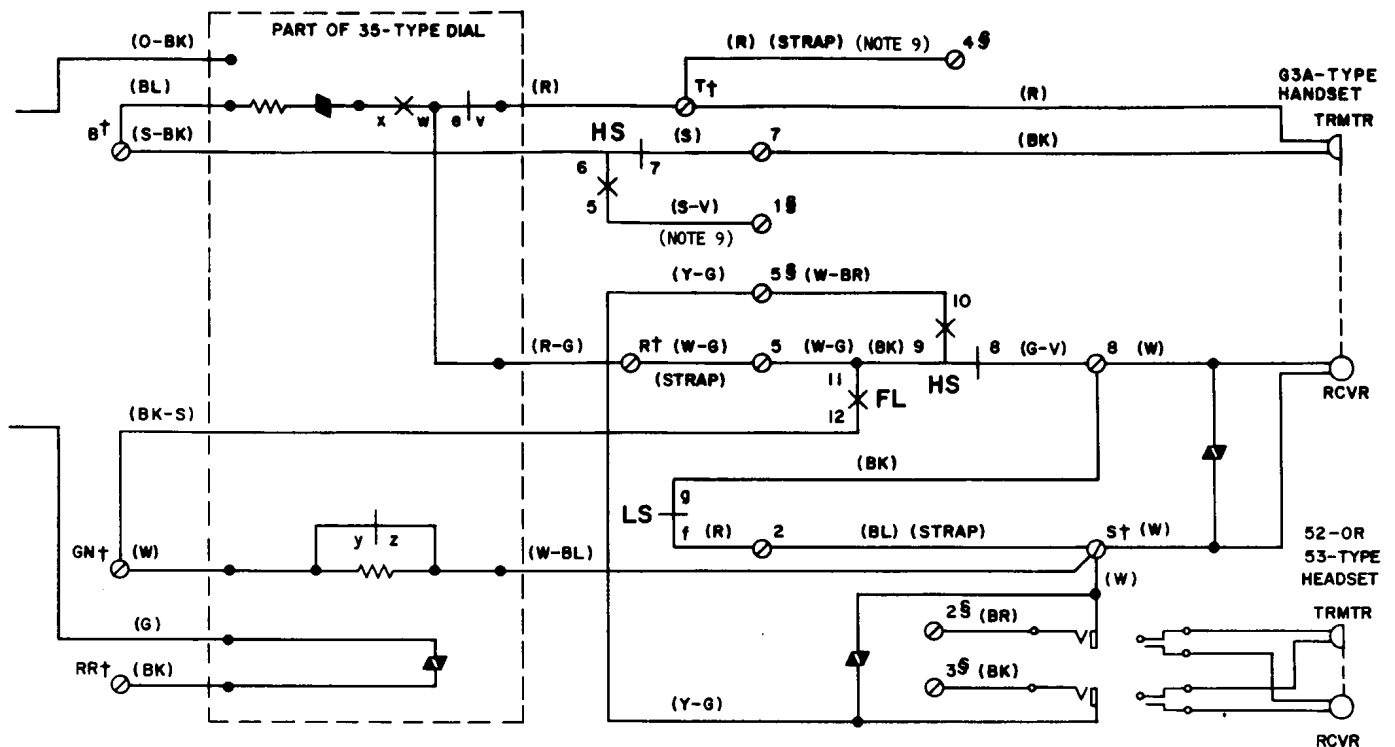 PART OF 35-TYPE DIAL
(O-BK)
(R) (STRAP) (NOTE 9) 4§
G3A-TYPE
HANDSET
TRMTR
(BL)
x w e v
(R)
T†
(R)
B†
(S-BK)
HS
6 7
(S)
7
(BK)
5
(S-V)
1§
(NOTE 9)
(Y-G)
5§ (W-BR)
10
(R-G)
R† (W-G)
(STRAP)
5
(W-G) (BK) 9
8 (G-V)
8 (W)
11
FL
HS
12
RCVR
(BK-S)
(BK)
g
LS
f
(R)
2
(BL) (STRAP)
S† (W)
y z
GN†
(W)
(W-BL)
(W)
52-OR
53-TYPE
HEADSET
TRMTR
(G)
2§ (BR)
RR†
(BK)
3§ (BK)
(Y-G)
RCVR